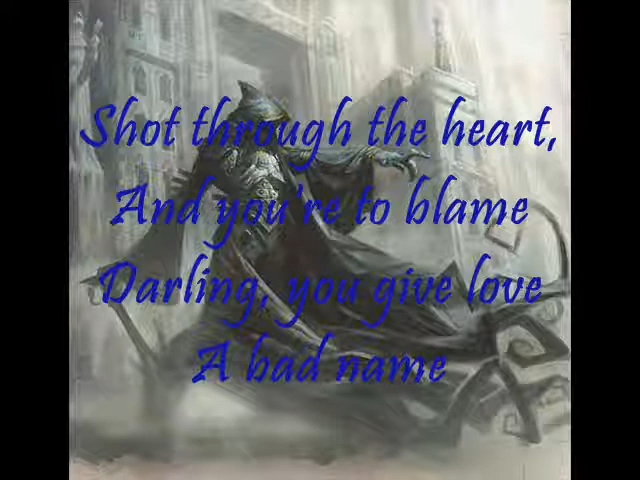 Shot through the heart,
And you're to blame
Darling, you give love
A bad name